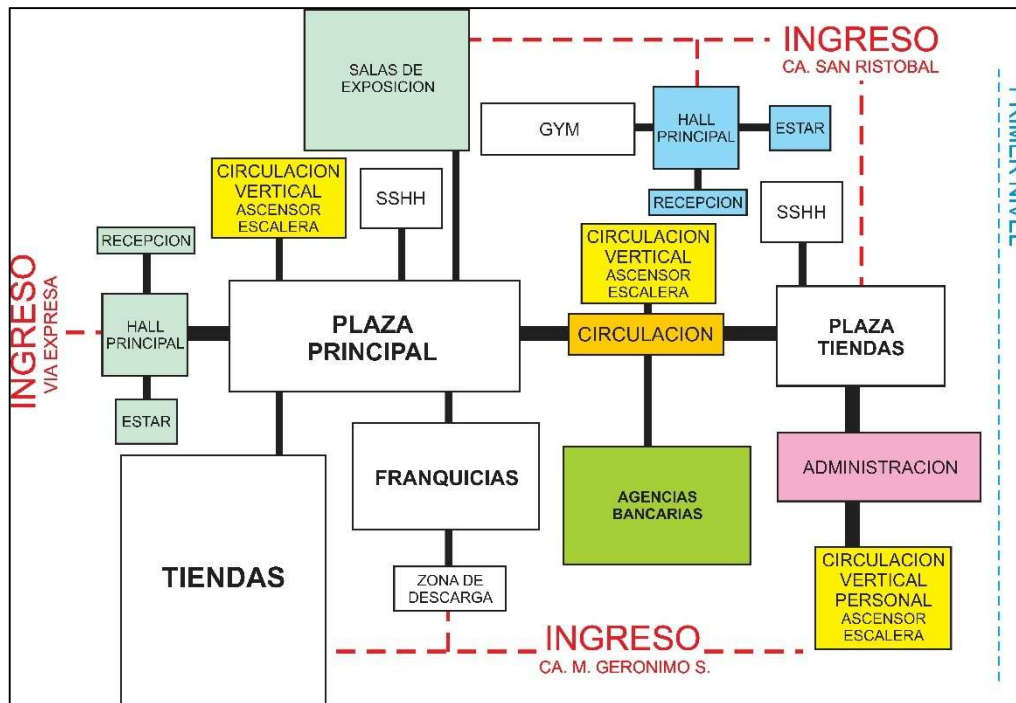 INGRESO
CA. SAN RISTOBAL
SALAS DE
EXPOSICION
GYM
HALL
PRINCIPAL
ESTAR
RECEPCION
CIRCULACION
VERTICAL
ASCENSOR
ESCALERA
SSHH
SSHH
RECEPCION
CIRCULACION
VERTICAL
ASCENSOR
ESCALERA
INGRESO
VIA EXPRESA
HALL
PRINCIPAL
PLAZA
PRINCIPAL
CIRCULACION
PLAZA
TIENDAS
ESTAR
FRANQUICIAS
AGENCIAS
BANCARIAS
ADMINISTRACION
TIENDAS
ZONA DE
DESCARGA
CIRCULACION
VERTICAL
PERSONAL
ASCENSOR
ESCALERA
INGRESO
CA. M. GERONIMO S.
PRIMER NIVEL